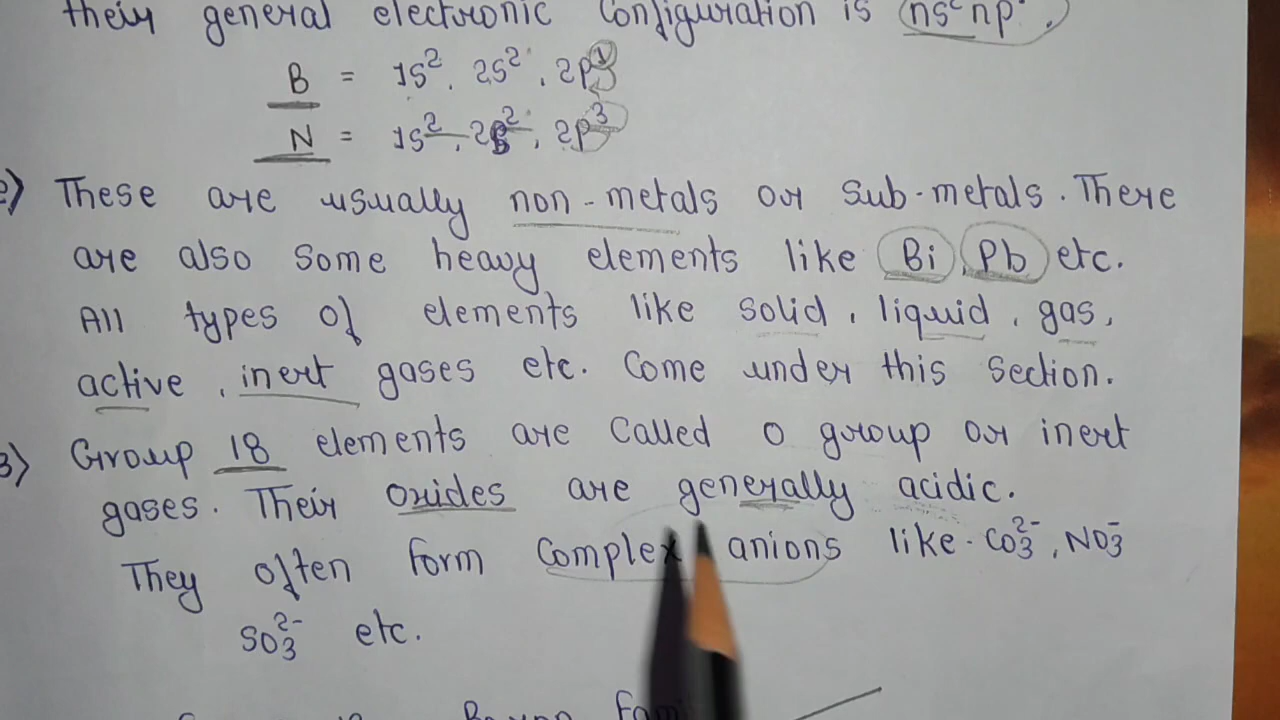 their general electronic Configuration is ns² np
B = 1s², 2s², 2p¹
N = 1s², 2s², 2p³
2) These are usually non-metals or Sub-metals. There
are also some heavy elements like Bi, Pb etc.
All types of elements like solid, liquid, gas,
active, inert gases etc. Come under this section.
3) Group 18 elements are called 0 group or inert
gases. Their oxides are generally acidic.
They often form Complex anions like - CO₃²⁻, NO₃⁻
SO₃²⁻ etc.